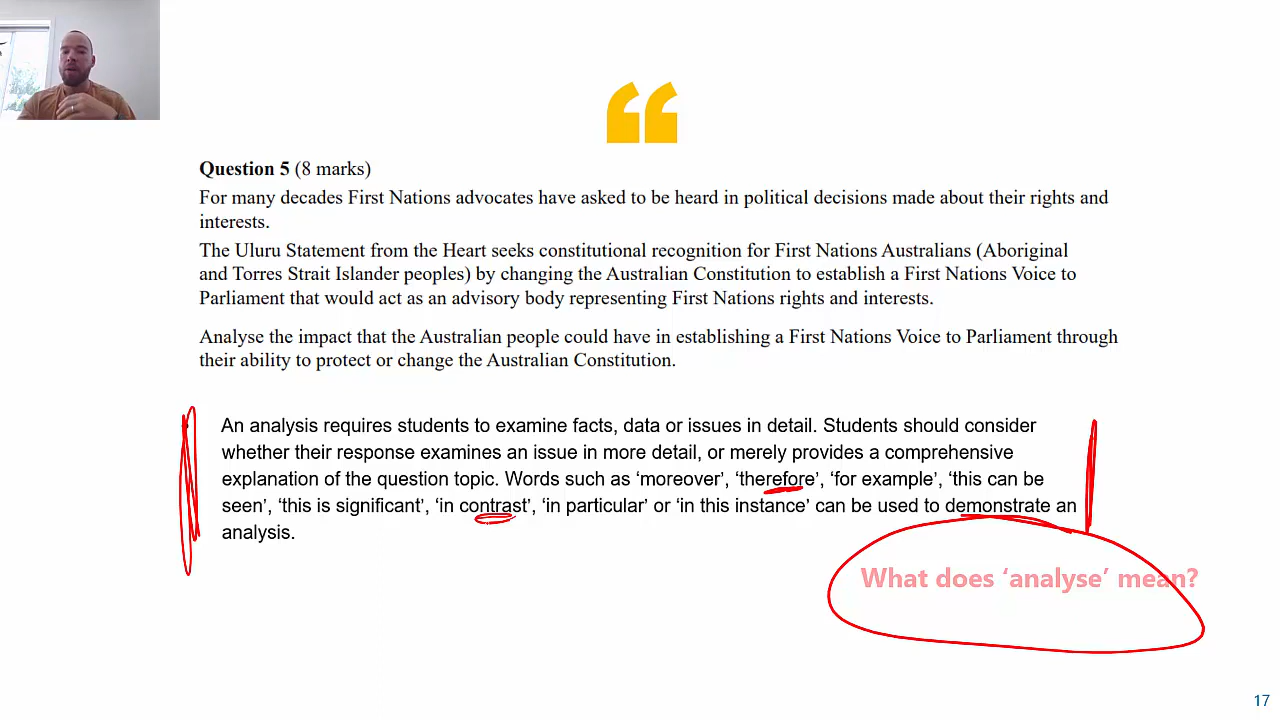 “
Question 5 (8 marks)
For many decades First Nations advocates have asked to be heard in political decisions made about their rights and
interests.
The Uluru Statement from the Heart seeks constitutional recognition for First Nations Australians (Aboriginal
and Torres Strait Islander peoples) by changing the Australian Constitution to establish a First Nations Voice to
Parliament that would act as an advisory body representing First Nations rights and interests.
Analyse the impact that the Australian people could have in establishing a First Nations Voice to Parliament through
their ability to protect or change the Australian Constitution.
An analysis requires students to examine facts, data or issues in detail. Students should consider
whether their response examines an issue in more detail, or merely provides a comprehensive
explanation of the question topic. Words such as ‘moreover’, ‘therefore’, ‘for example’, ‘this can be
seen’, ‘this is significant’, ‘in contrast’, ‘in particular’ or ‘in this instance’ can be used to demonstrate an
analysis.
What does ‘analyse’ mean?
17